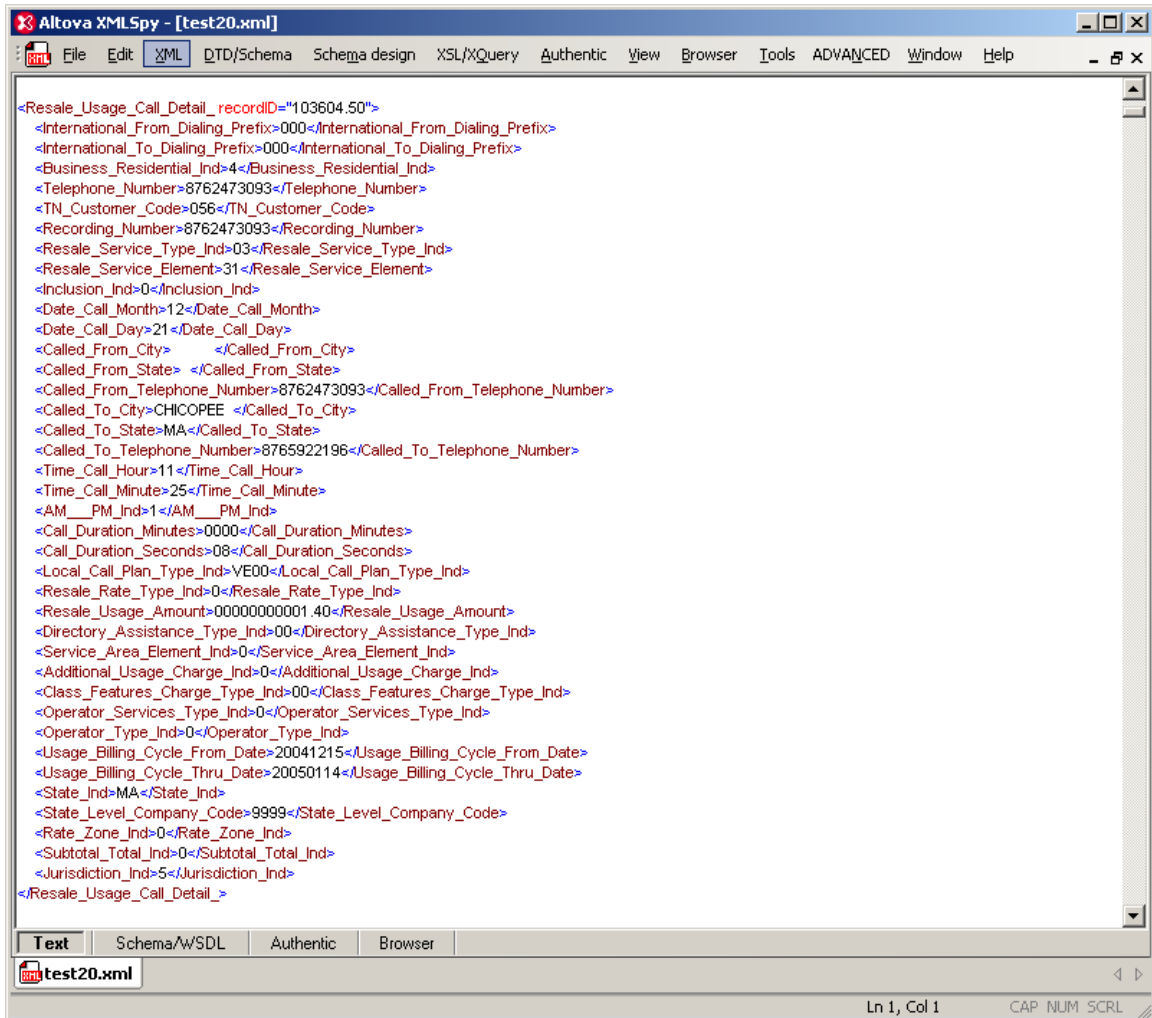 Altova XMLSpy - [test20.xml]
File Edit XML DTD/Schema Schema design XSL/XQuery Authentic View Browser Tools ADVANCED Window Help
<Resale_Usage_Call_Detail_ recordID="103604.50">
<International_From_Dialing_Prefix>000</International_From_Dialing_Prefix>
<International_To_Dialing_Prefix>000</International_To_Dialing_Prefix>
<Business_Residential_Ind>4</Business_Residential_Ind>
<Telephone_Number>8762473093</Telephone_Number>
<TN_Customer_Code>056</TN_Customer_Code>
<Recording_Number>8762473093</Recording_Number>
<Resale_Service_Type_Ind>03</Resale_Service_Type_Ind>
<Resale_Service_Element>31</Resale_Service_Element>
<Inclusion_Ind>0</Inclusion_Ind>
<Date_Call_Month>12</Date_Call_Month>
<Date_Call_Day>21</Date_Call_Day>
<Called_From_City>          </Called_From_City>
<Called_From_State>  </Called_From_State>
<Called_From_Telephone_Number>8762473093</Called_From_Telephone_Number>
<Called_To_City>CHICOPEE  </Called_To_City>
<Called_To_State>MA</Called_To_State>
<Called_To_Telephone_Number>8765922196</Called_To_Telephone_Number>
<Time_Call_Hour>11</Time_Call_Hour>
<Time_Call_Minute>25</Time_Call_Minute>
<AM___PM_Ind>1</AM___PM_Ind>
<Call_Duration_Minutes>0000</Call_Duration_Minutes>
<Call_Duration_Seconds>08</Call_Duration_Seconds>
<Local_Call_Plan_Type_Ind>VE00</Local_Call_Plan_Type_Ind>
<Resale_Rate_Type_Ind>0</Resale_Rate_Type_Ind>
<Resale_Usage_Amount>00000000001.40</Resale_Usage_Amount>
<Directory_Assistance_Type_Ind>00</Directory_Assistance_Type_Ind>
<Service_Area_Element_Ind>0</Service_Area_Element_Ind>
<Additional_Usage_Charge_Ind>0</Additional_Usage_Charge_Ind>
<Class_Features_Charge_Type_Ind>00</Class_Features_Charge_Type_Ind>
<Operator_Services_Type_Ind>0</Operator_Services_Type_Ind>
<Operator_Type_Ind>0</Operator_Type_Ind>
<Usage_Billing_Cycle_From_Date>20041215</Usage_Billing_Cycle_From_Date>
<Usage_Billing_Cycle_Thru_Date>20050114</Usage_Billing_Cycle_Thru_Date>
<State_Ind>MA</State_Ind>
<State_Level_Company_Code>9999</State_Level_Company_Code>
<Rate_Zone_Ind>0</Rate_Zone_Ind>
<Subtotal_Total_Ind>0</Subtotal_Total_Ind>
<Jurisdiction_Ind>5</Jurisdiction_Ind>
</Resale_Usage_Call_Detail_>
Text Schema/WSDL Authentic Browser
test20.xml
Ln 1, Col 1 CAP NUM SCRL